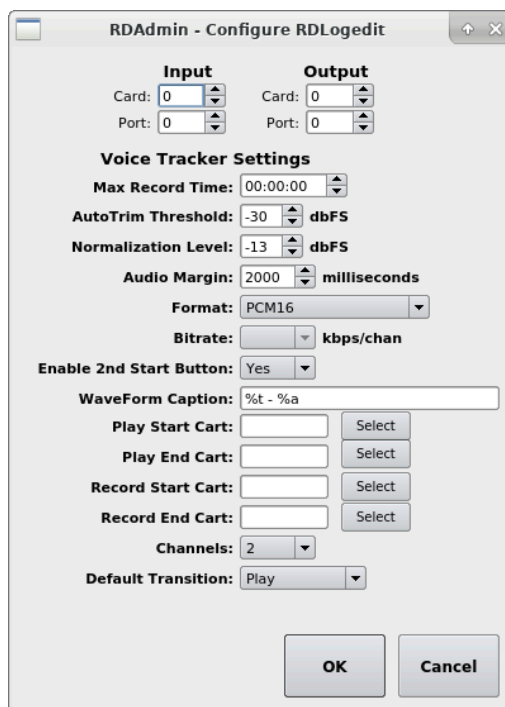 RDAdmin - Configure RDLogedit
Input Output
Card: 0 Card: 0
Port: 0 Port: 0
Voice Tracker Settings
Max Record Time: 00:00:00
AutoTrim Threshold: -30 dbFS
Normalization Level: -13 dbFS
Audio Margin: 2000 milliseconds
Format: PCM16
Bitrate: kbps/chan
Enable 2nd Start Button: Yes
WaveForm Caption: %t - %a
Play Start Cart: Select
Play End Cart: Select
Record Start Cart: Select
Record End Cart: Select
Channels: 2
Default Transition: Play
OK Cancel